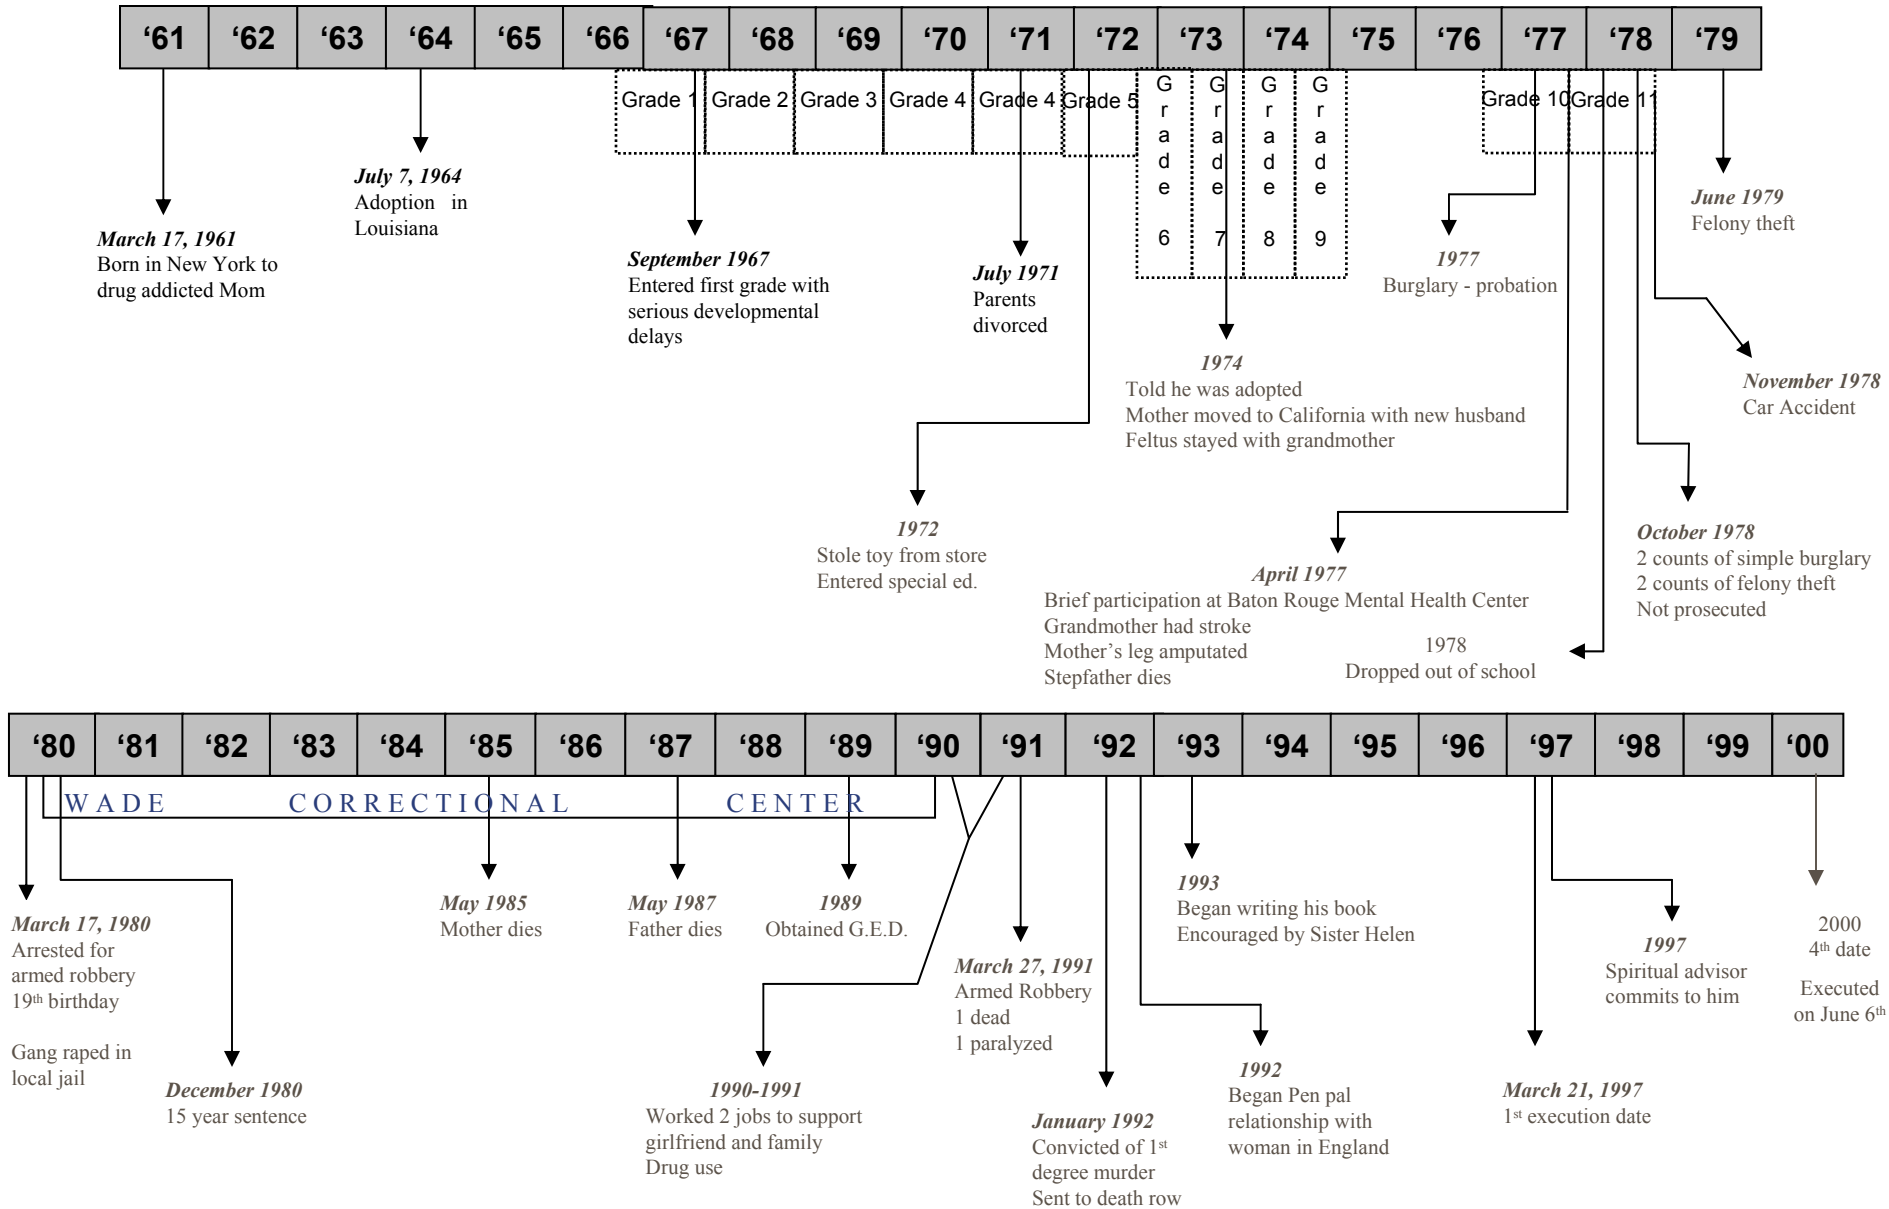 ‘61 ‘62 ‘63 ‘64 ‘65 ‘66 ‘67 ‘68 ‘69 ‘70 ‘71 ‘72 ‘73 ‘74 ‘75 ‘76 ‘77 ‘78 ‘79
Grade 1 Grade 2 Grade 3 Grade 4 Grade 4 Grade 5 Grade 6 Grade 7 Grade 8 Grade 9 Grade 10 Grade 11
March 17, 1961
Born in New York to
drug addicted Mom
July 7, 1964
Adoption in
Louisiana
September 1967
Entered first grade with
serious developmental
delays
July 1971
Parents
divorced
1972
Stole toy from store
Entered special ed.
1974
Told he was adopted
Mother moved to California with new husband
Feltus stayed with grandmother
1977
Burglary - probation
April 1977
Brief participation at Baton Rouge Mental Health Center
Grandmother had stroke
Mother’s leg amputated
Stepfather dies
1978
Dropped out of school
October 1978
2 counts of simple burglary
2 counts of felony theft
Not prosecuted
November 1978
Car Accident
June 1979
Felony theft
‘80 ‘81 ‘82 ‘83 ‘84 ‘85 ‘86 ‘87 ‘88 ‘89 ‘90 ‘91 ‘92 ‘93 ‘94 ‘95 ‘96 ‘97 ‘98 ‘99 ‘00
WADE CORRECTIONAL CENTER
March 17, 1980
Arrested for
armed robbery
19th birthday
Gang raped in
local jail
December 1980
15 year sentence
May 1985
Mother dies
May 1987
Father dies
1989
Obtained G.E.D.
1990-1991
Worked 2 jobs to support
girlfriend and family
Drug use
March 27, 1991
Armed Robbery
1 dead
1 paralyzed
January 1992
Convicted of 1st
degree murder
Sent to death row
1992
Began Pen pal
relationship with
woman in England
1993
Began writing his book
Encouraged by Sister Helen
March 21, 1997
1st execution date
1997
Spiritual advisor
commits to him
2000
4th date
Executed
on June 6th